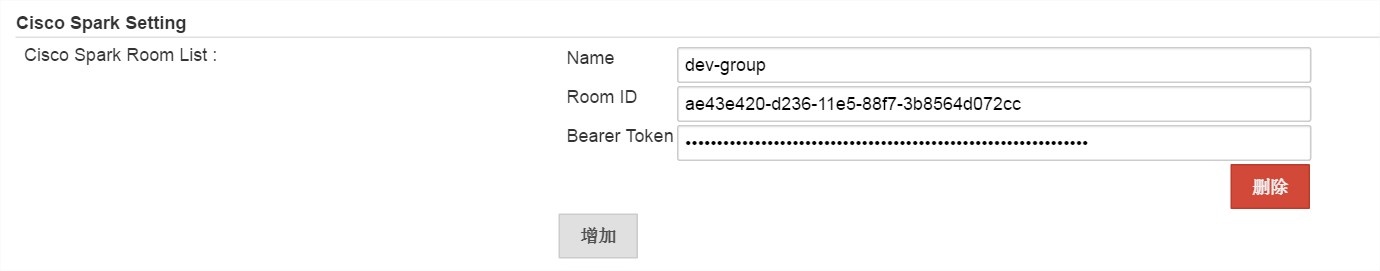 Cisco Spark Setting
Cisco Spark Room List :
Name
dev-group
Room ID
ae43e420-d236-11e5-88f7-3b8564d072cc
Bearer Token
删除
增加